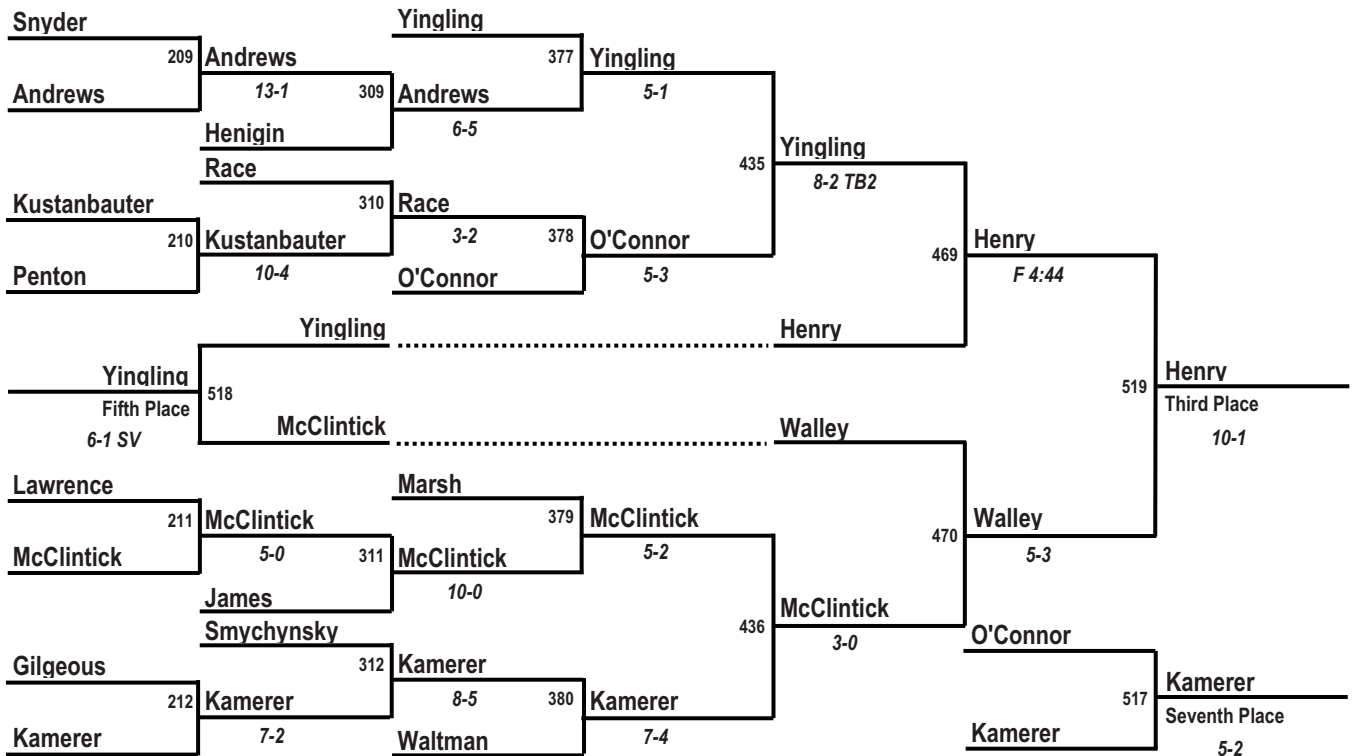 Snyder
Yingling
209
Andrews
377
Yingling
Andrews
13-1
309
Andrews
5-1
Henigin
6-5
Race
435
Yingling
8-2 TB2
Kustanbauter
310
Race
210
Kustanbauter
3-2
378
O'Connor
469
Henry
Penton
10-4
O'Connor
5-3
F 4:44
Yingling
Henry
Yingling
518
519
Henry
Fifth Place
Third Place
6-1 SV
McClintick
Walley
10-1
Lawrence
Marsh
211
McClintick
379
McClintick
470
Walley
McClintick
5-0
311
McClintick
5-2
5-3
James
10-0
Smychynsky
436
McClintick
3-0
O'Connor
Gilgeous
312
Kamerer
212
Kamerer
8-5
380
Kamerer
517
Kamerer
Seventh Place
Kamerer
7-2
Waltman
7-4
Kamerer
5-2